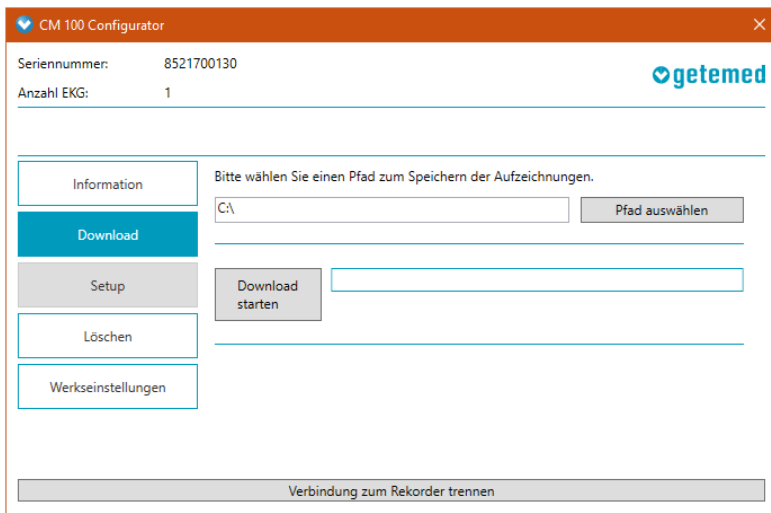 CM 100 Configurator
Seriennummer: 8521700130
Anzahl EKG: 1
getemed
Information
Download
Setup
Löschen
Werkseinstellungen
Bitte wählen Sie einen Pfad zum Speichern der Aufzeichnungen.
C:\
Pfad auswählen
Download
starten
Verbindung zum Rekorder trennen